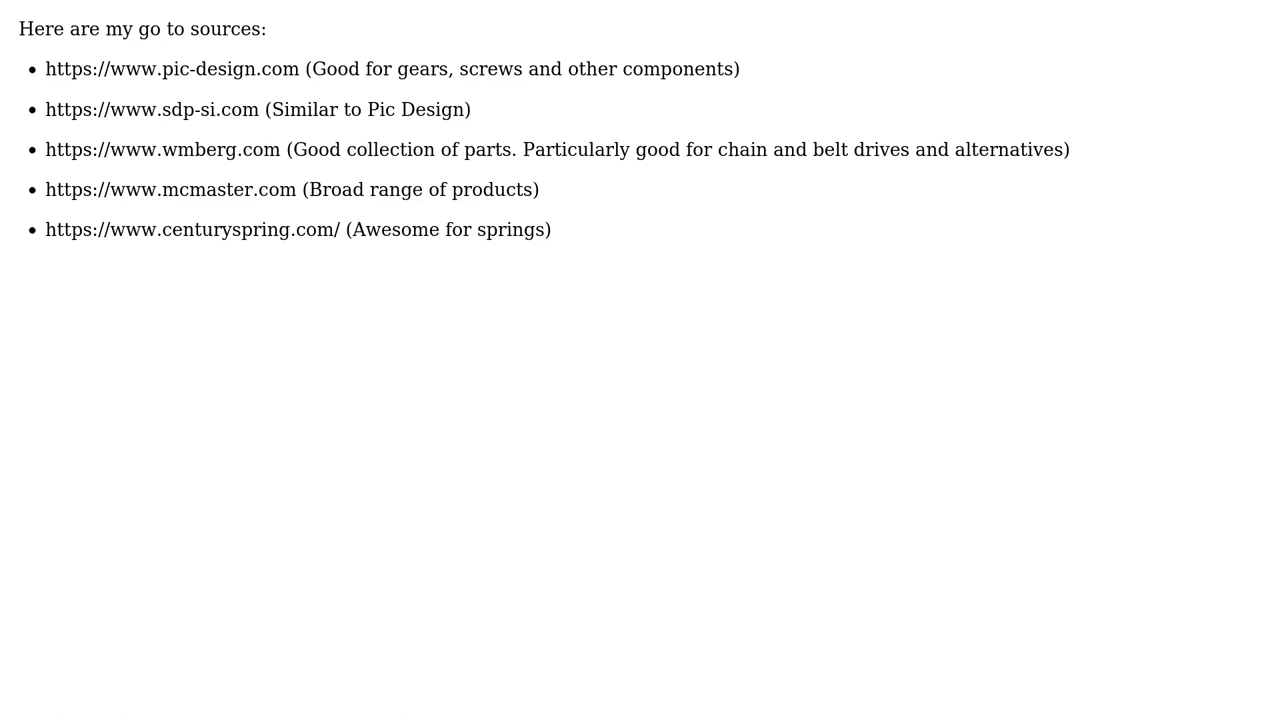 Here are my go to sources:
• https://www.pic-design.com (Good for gears, screws and other components)
• https://www.sdp-si.com (Similar to Pic Design)
• https://www.wmberg.com (Good collection of parts. Particularly good for chain and belt drives and alternatives)
• https://www.mcmaster.com (Broad range of products)
• https://www.centuryspring.com/ (Awesome for springs)